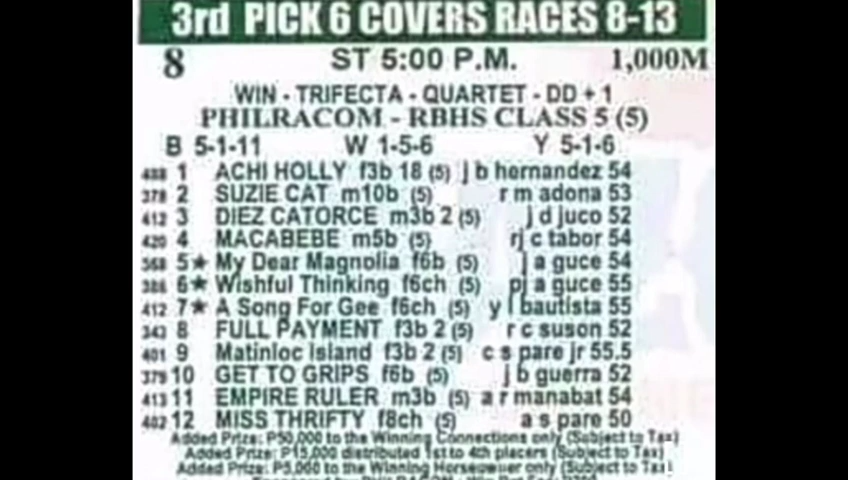 3rd PICK 6 COVERS RACES 8-13
8 ST 5:00 P.M. 1,000M
WIN - TRIFECTA - QUARTET - DD + 1
PHILRACOM - RBHS CLASS 5 (5)
B 5-1-11 W 1-5-6 Y 5-1-6
488 1 ACHI HOLLY f3b 18 (5) j b hernandez 54
378 2 SUZIE CAT m10b (5) r m adona 53
412 3 DIEZ CATORCE m3b 2 (5) j d juco 52
420 4 MACABEBE m5b (5) rj c tabor 54
368 5★ My Dear Magnolia f6b (5) j a guce 54
386 6★ Wishful Thinking f6ch (5) pj a guce 55
412 7★ A Song For Gee f6ch (5) y l bautista 55
343 8 FULL PAYMENT f3b 2 (5) r c suson 52
401 9 Matinloc Island f3b 2 (5) c s pare jr 55.5
379 10 GET TO GRIPS f6b (5) j b guerra 52
413 11 EMPIRE RULER m3b (5) a r manabat 54
402 12 MISS THRIFTY f8ch (5) a s pare 50
Added Prize: P50,000 to the Winning Connections only (Subject to Tax)
Added Prize: P15,000 distributed 1st to 4th placers (Subject to Tax)
Added Prize: P5,000 to the Winning Horseowner only (Subject to Tax)